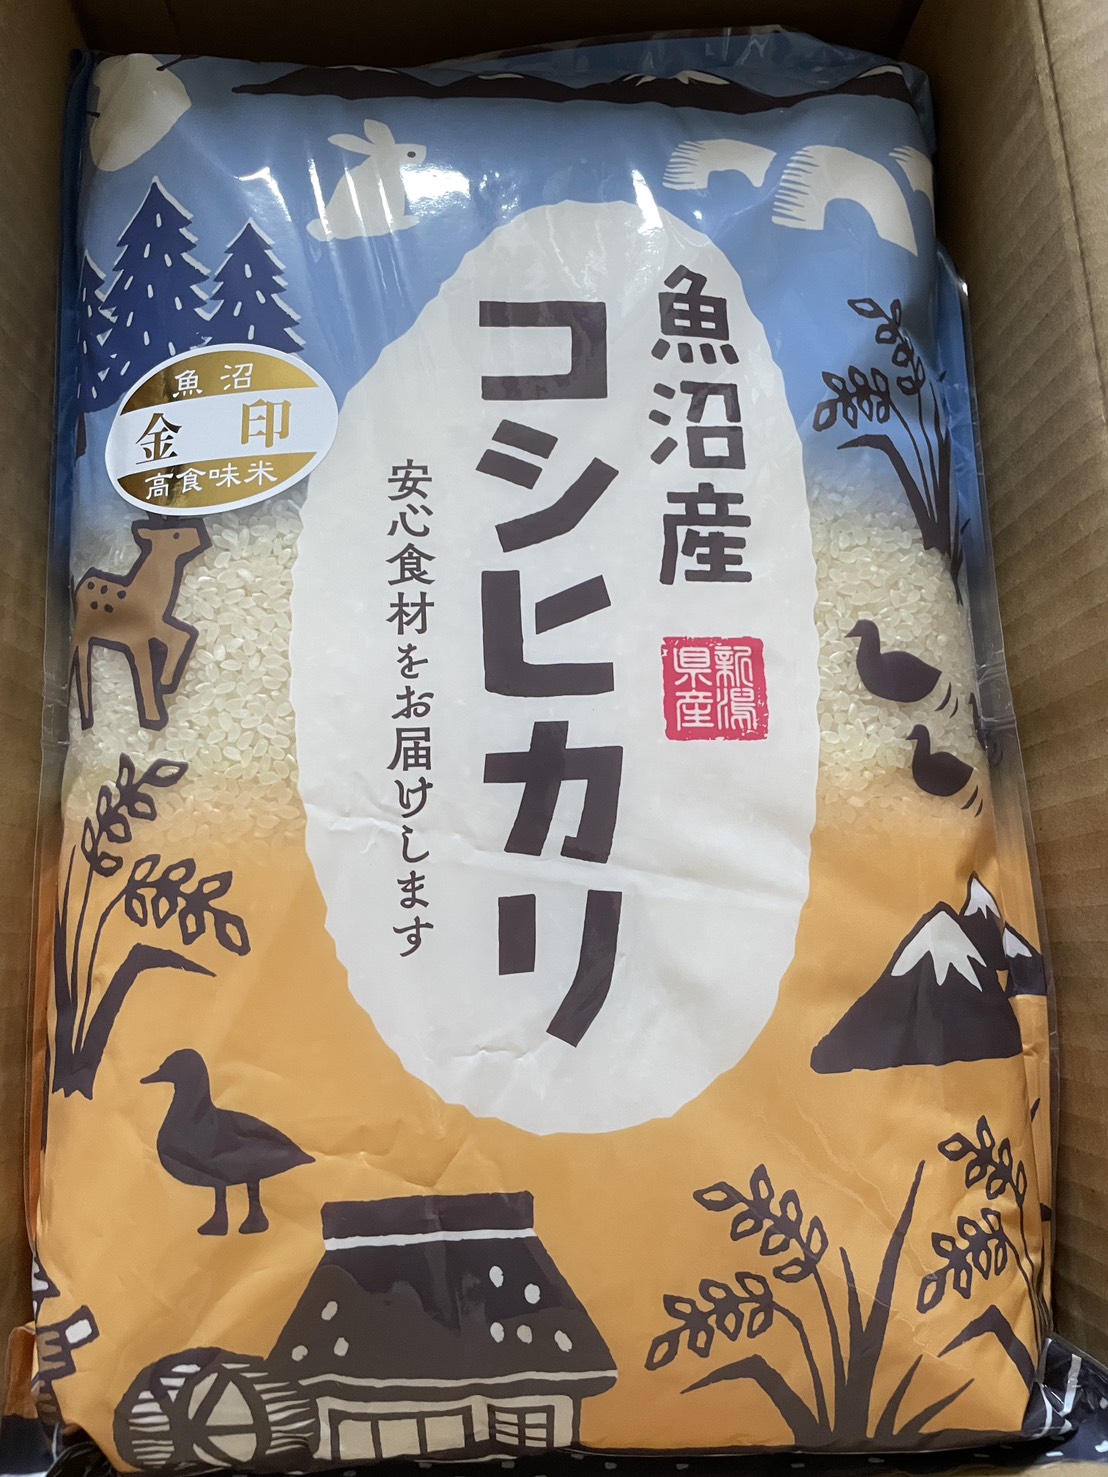 魚沼産
コシヒカリ
安心食材をお届けします
新潟
県産
魚沼
金印
高食味米